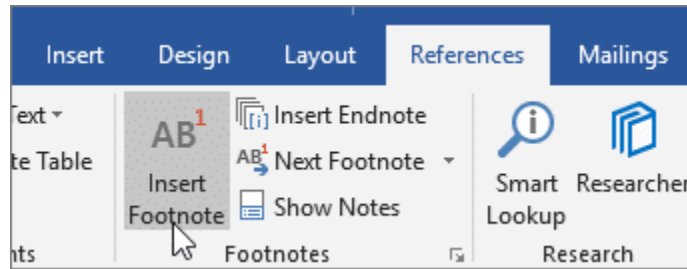 Insert Design Layout References Mailings
Text
te Table
AB1
Insert
Footnote
[i] Insert Endnote
AB1 Next Footnote
Show Notes
Smart
Lookup
Researcher
nts
Footnotes
Research